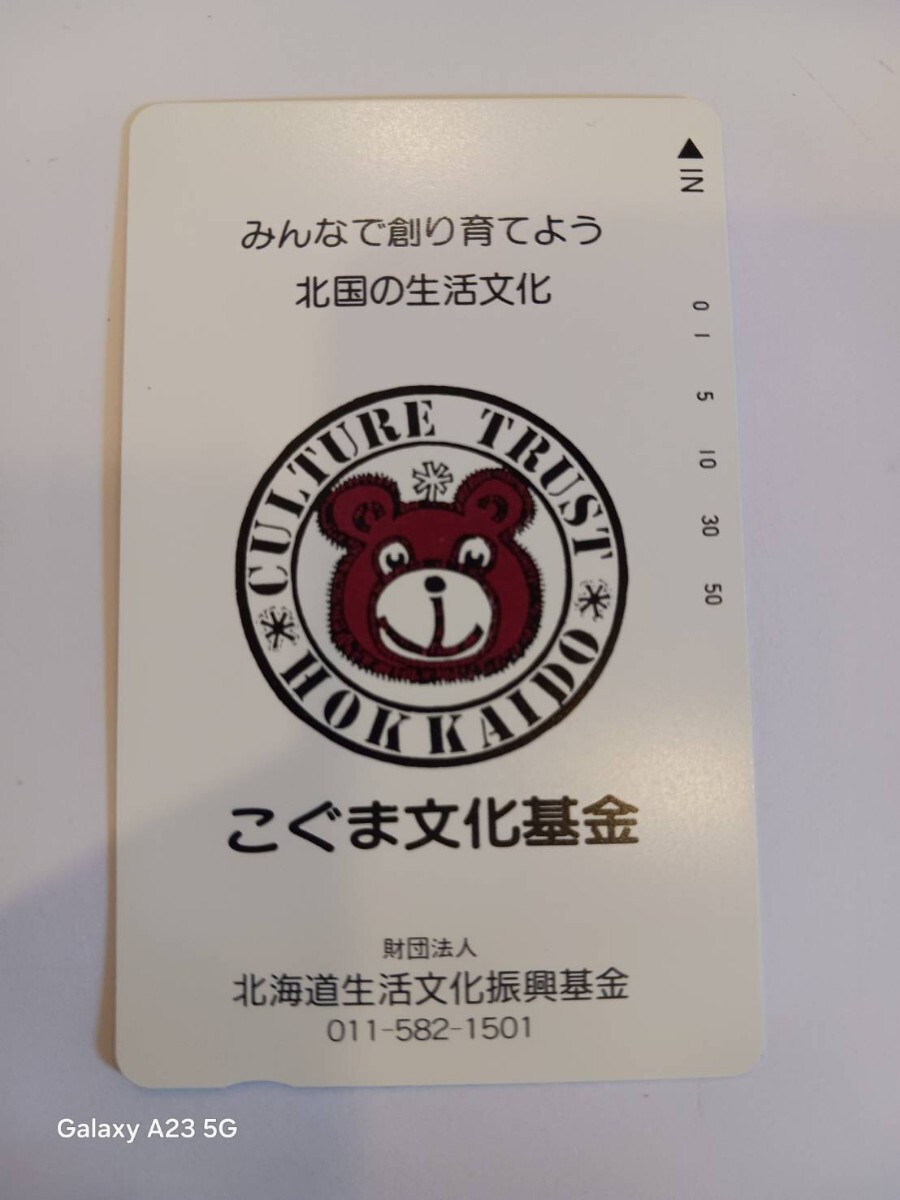 みんなで創り育てよう
北国の生活文化
IN
0 1 5 10 30 50
CULTURE TRUST
HOKKAIDO
こぐま文化基金
財団法人
北海道生活文化振興基金
011-582-1501
Galaxy A23 5G